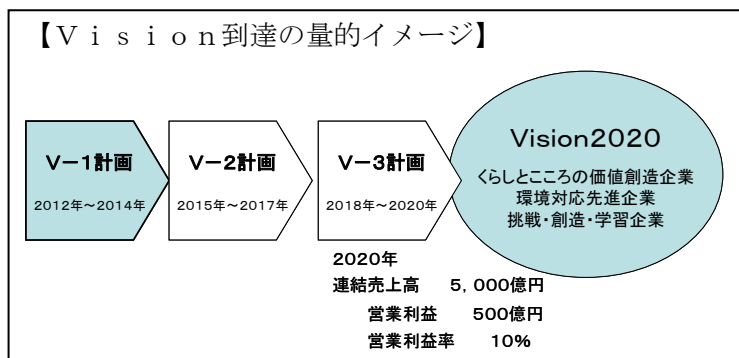 【Ｖｉｓｉｏｎ到達の量的イメージ】
Ｖ－１計画
2012年～2014年
Ｖ－２計画
2015年～2017年
Ｖ－３計画
2018年～2020年
Vision2020
くらしとこころの価値創造企業
環境対応先進企業
挑戦・創造・学習企業
2020年
連結売上高 5,000億円
営業利益 500億円
営業利益率 10%